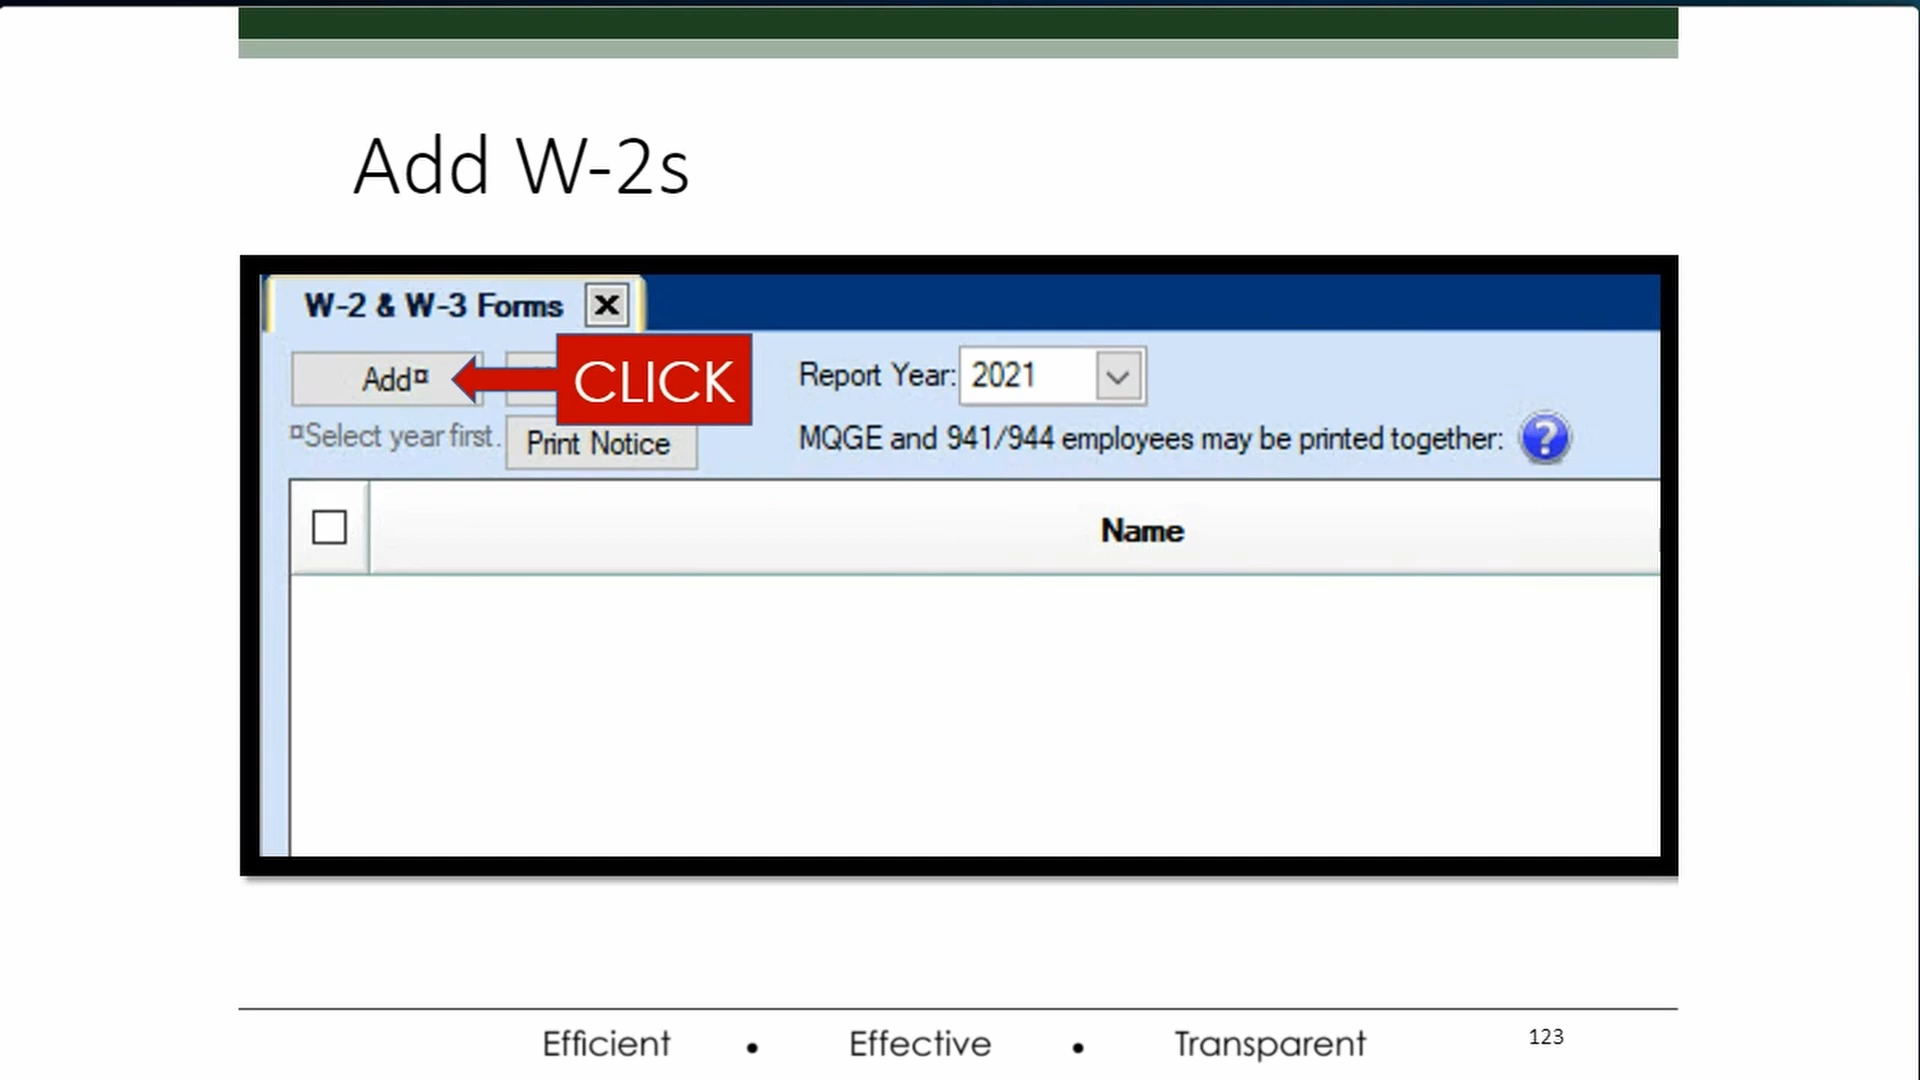 Add W-2s
W-2 & W-3 Forms
Add¤
CLICK
Report Year: 2021
¤Select year first.
Print Notice
MQGE and 941/944 employees may be printed together:
?
Name
Efficient • Effective • Transparent
123